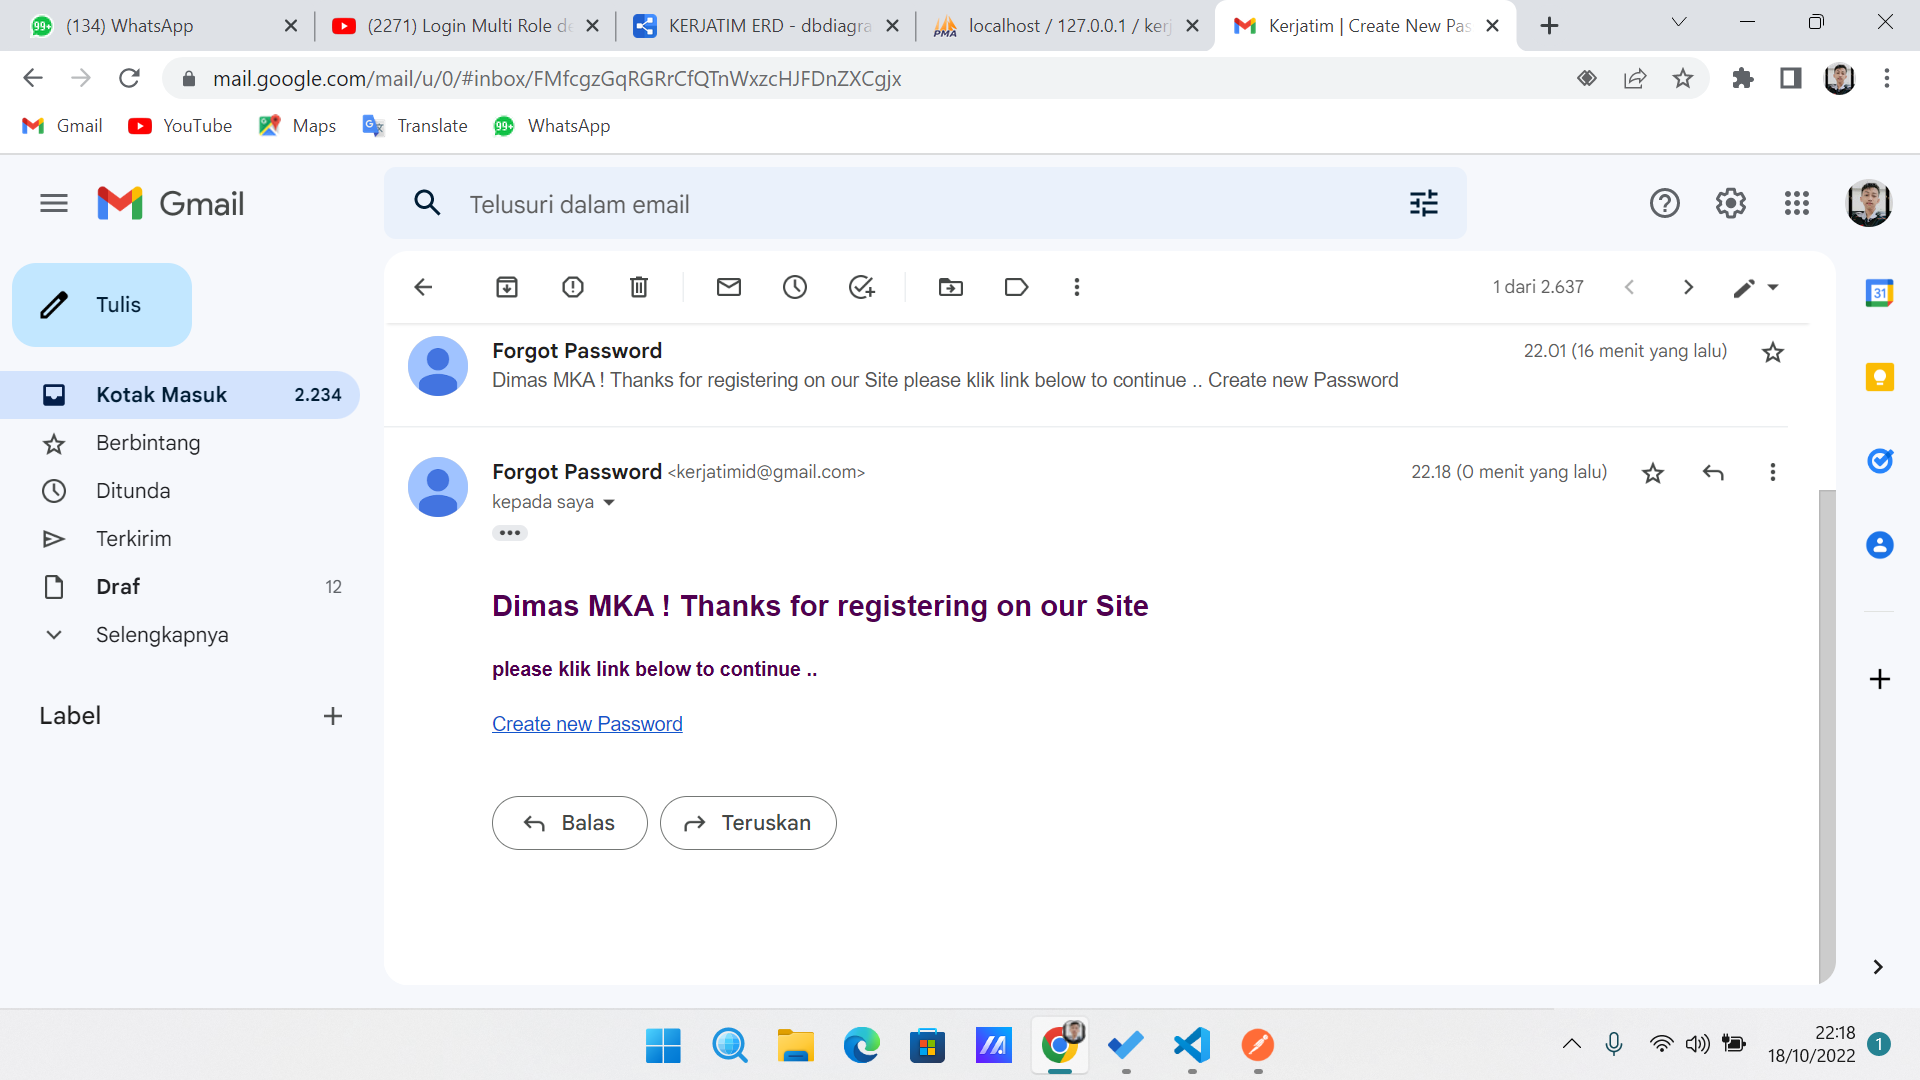 (134) WhatsApp
(2271) Login Multi Role de
KERJATIM ERD - dbdiagra
localhost / 127.0.0.1 / kerj
Kerjatim | Create New Pas
mail.google.com/mail/u/0/#inbox/FMfcgzGqRGRrCfQTnWxzcHJFDnZXCgjx
Gmail
YouTube
Maps
Translate
WhatsApp
Gmail
Telusuri dalam email
Tulis
1 dari 2.637
Forgot Password
22.01 (16 menit yang lalu)
Dimas MKA ! Thanks for registering on our Site please klik link below to continue .. Create new Password
Kotak Masuk 2.234
Berbintang
Ditunda
Terkirim
Draf 12
Selengkapnya
Label
Forgot Password <kerjatimid@gmail.com>
22.18 (0 menit yang lalu)
kepada saya
Dimas MKA ! Thanks for registering on our Site
please klik link below to continue ..
Create new Password
Balas
Teruskan
31
99+
99+
PMA
22:18
18/10/2022
1